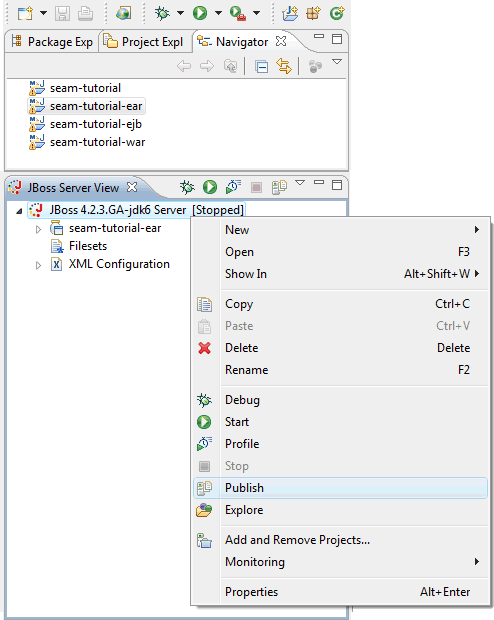 Package Exp Project Expl Navigator
seam-tutorial
seam-tutorial-ear
seam-tutorial-ejb
seam-tutorial-war
JBoss Server View
JBoss 4.2.3.GA-jdk6 Server [Stopped]
seam-tutorial-ear
Filesets
XML Configuration
New
Open F3
Show In Alt+Shift+W
Copy Ctrl+C
Paste Ctrl+V
Delete Delete
Rename F2
Debug
Start
Profile
Stop
Publish
Explore
Add and Remove Projects...
Monitoring
Properties Alt+Enter